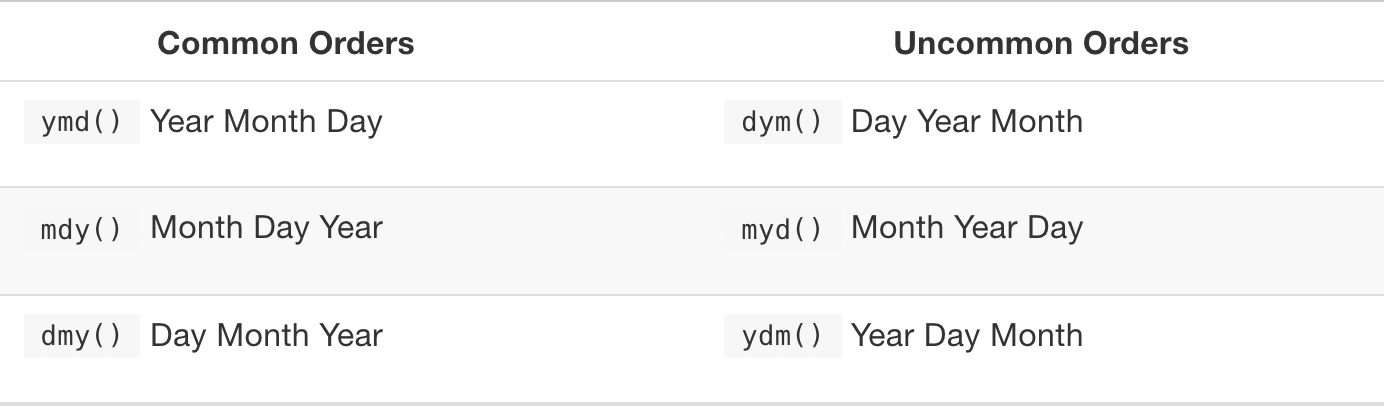 Common Orders Uncommon Orders
ymd() Year Month Day dym() Day Year Month
mdy() Month Day Year myd() Month Year Day
dmy() Day Month Year ydm() Year Day Month